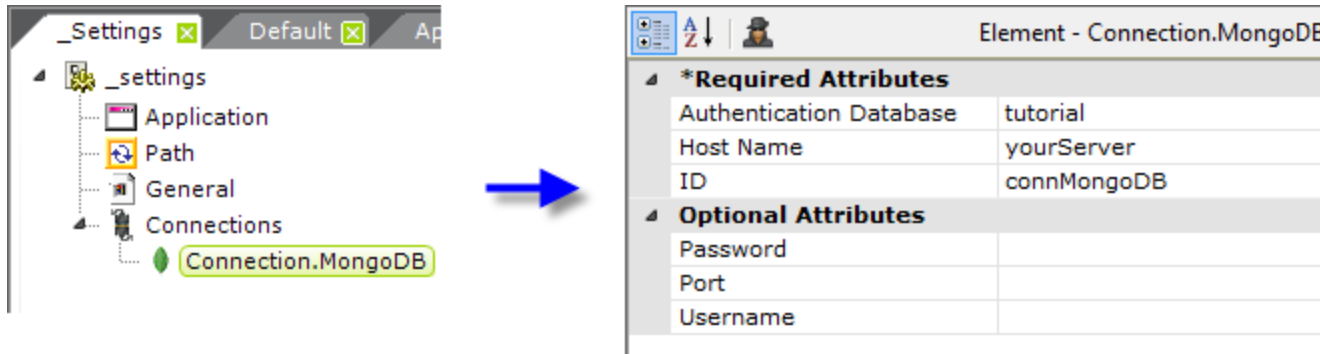 _Settings Default Ap
_settings
Application
Path
General
Connections
Connection.MongoDB
A
Z
Element - Connection.MongoDB
*Required Attributes
Authentication Database tutorial
Host Name yourServer
ID connMongoDB
Optional Attributes
Password
Port
Username